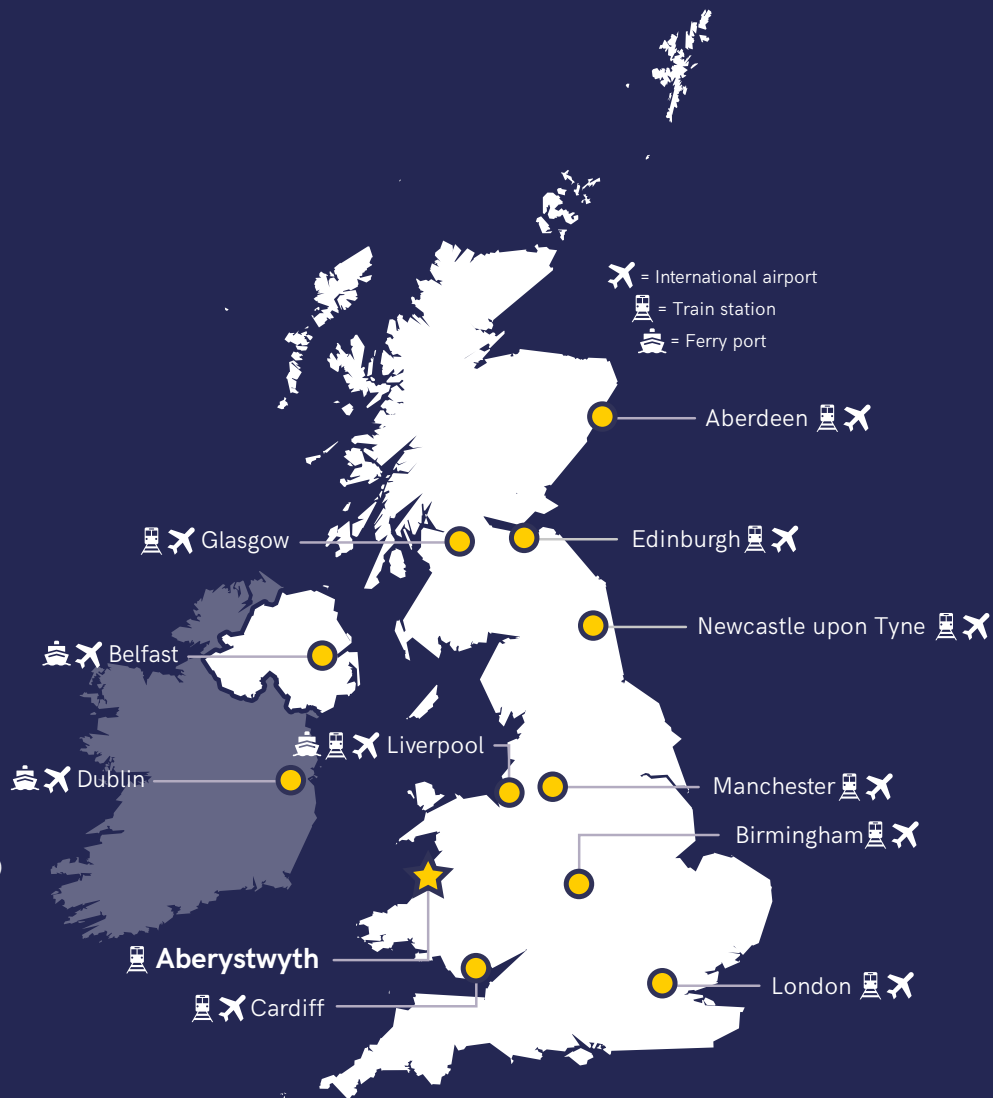 = International airport
= Train station
= Ferry port
Aberdeen
Glasgow
Edinburgh
Newcastle upon Tyne
Belfast
Liverpool
Dublin
Manchester
Birmingham
Aberystwyth
London
Cardiff